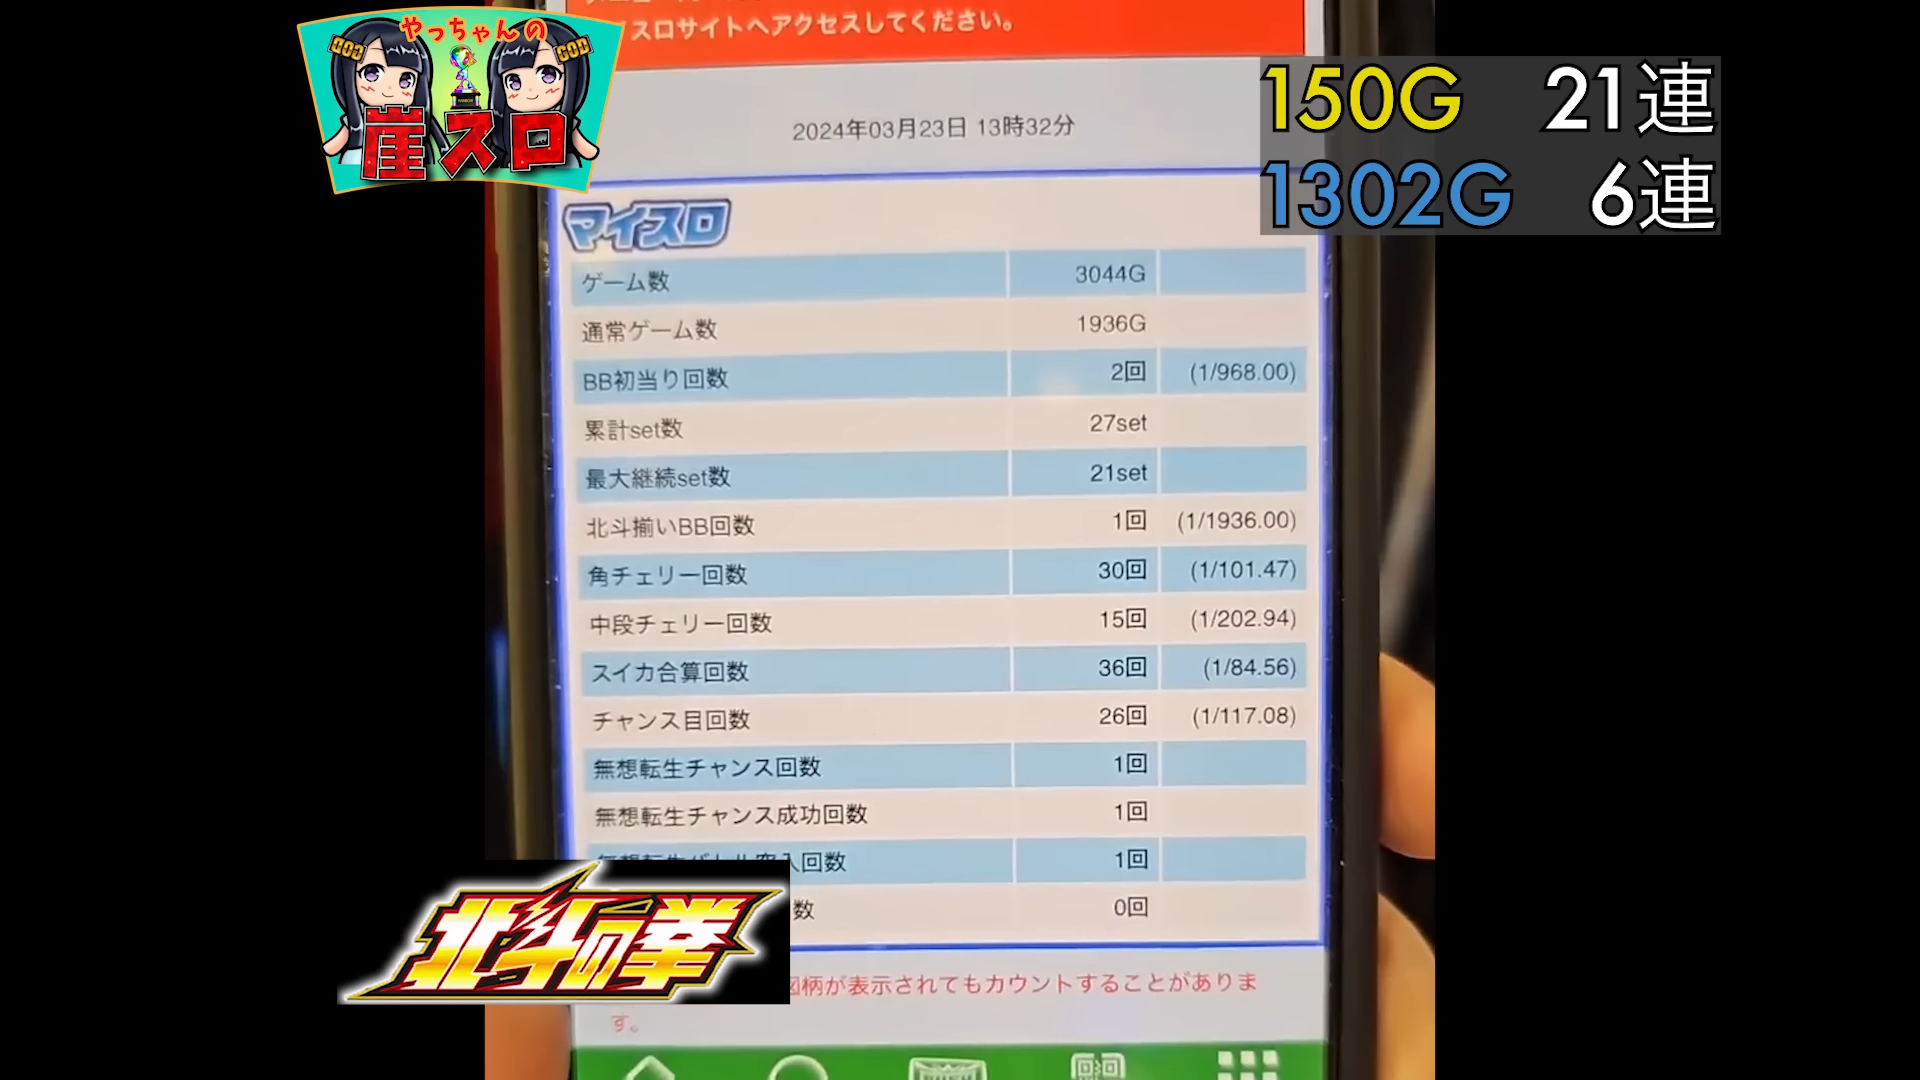 やっちゃんの
崖スロ
スロサイトへアクセスしてください。
150G 21連
1302G 6連
2024年03月23日 13時32分
マイスロ
ゲーム数 3044G
通常ゲーム数 1936G
BB初当り回数 2回 (1/968.00)
累計set数 27set
最大継続set数 21set
北斗揃いBB回数 1回 (1/1936.00)
角チェリー回数 30回 (1/101.47)
中段チェリー回数 15回 (1/202.94)
スイカ合算回数 36回 (1/84.56)
チャンス目回数 26回 (1/117.08)
無想転生チャンス回数 1回
無想転生チャンス成功回数 1回
無想転生バトル突入回数 1回
数 0回
北斗の拳
図柄が表示されてもカウントすることがありま
す。